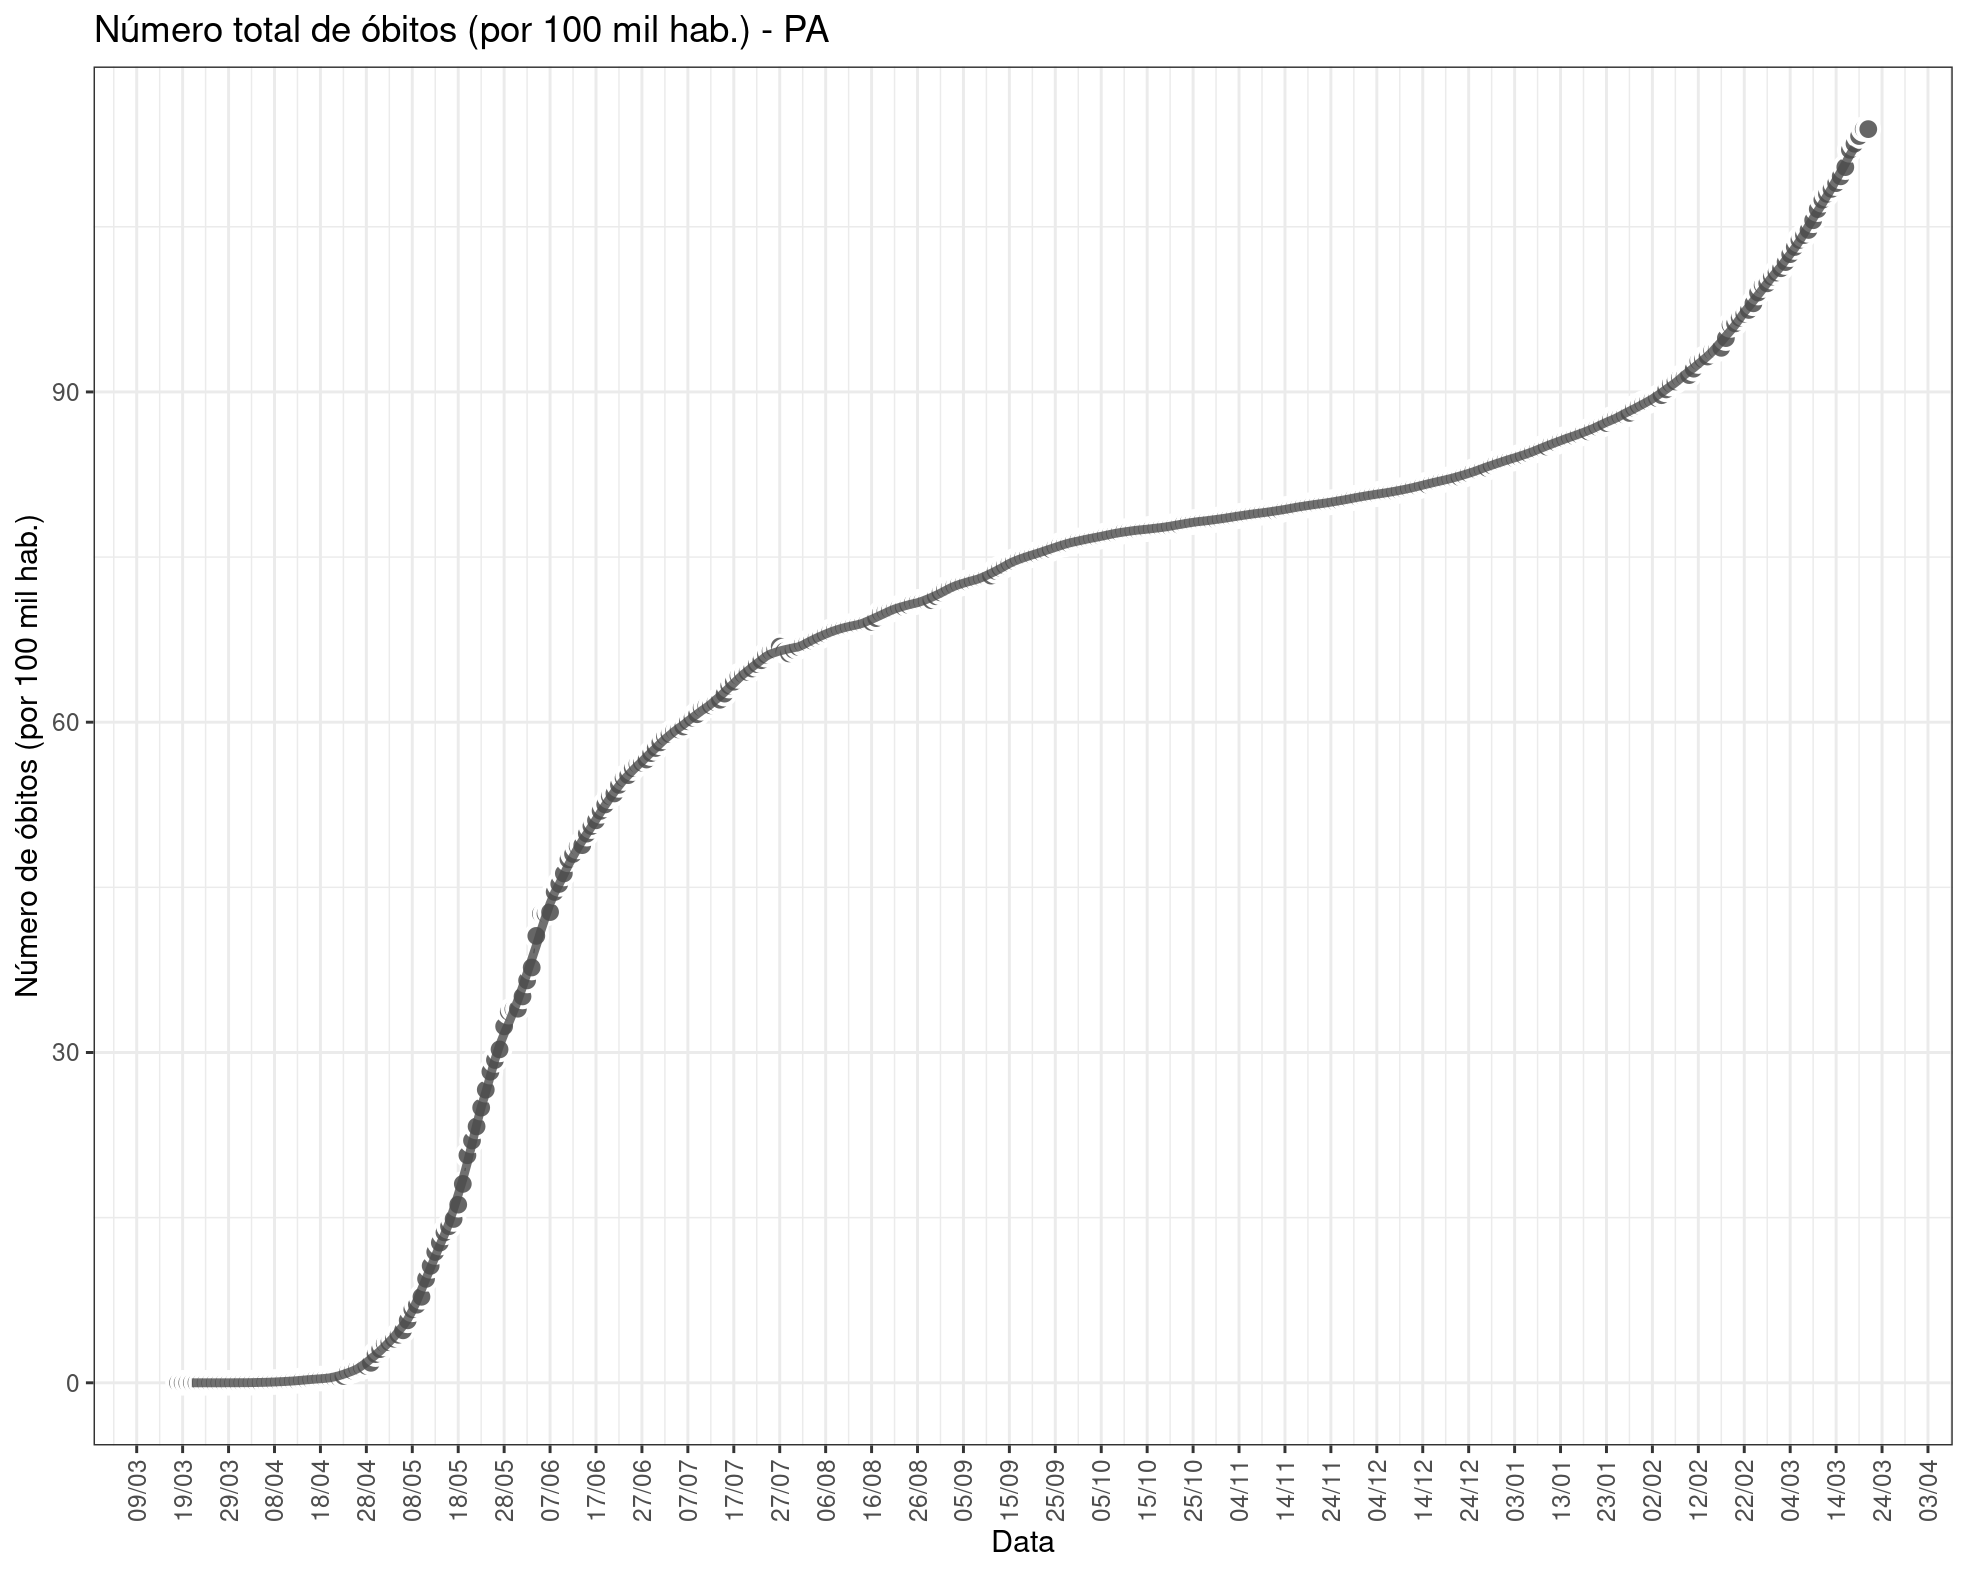 Número total de óbitos (por 100 mil hab.) - PA
Número de óbitos (por 100 mil hab.)
90
60
30
0
09/03 19/03 29/03 08/04 18/04 28/04 08/05 18/05 28/05 07/06 17/06 27/06 07/07 17/07 27/07 06/08 16/08 26/08 05/09 15/09 25/09 05/10 15/10 25/10 04/11 14/11 24/11 04/12 14/12 24/12 03/01 13/01 23/01 02/02 12/02 22/02 04/03 14/03 24/03 03/04
Data